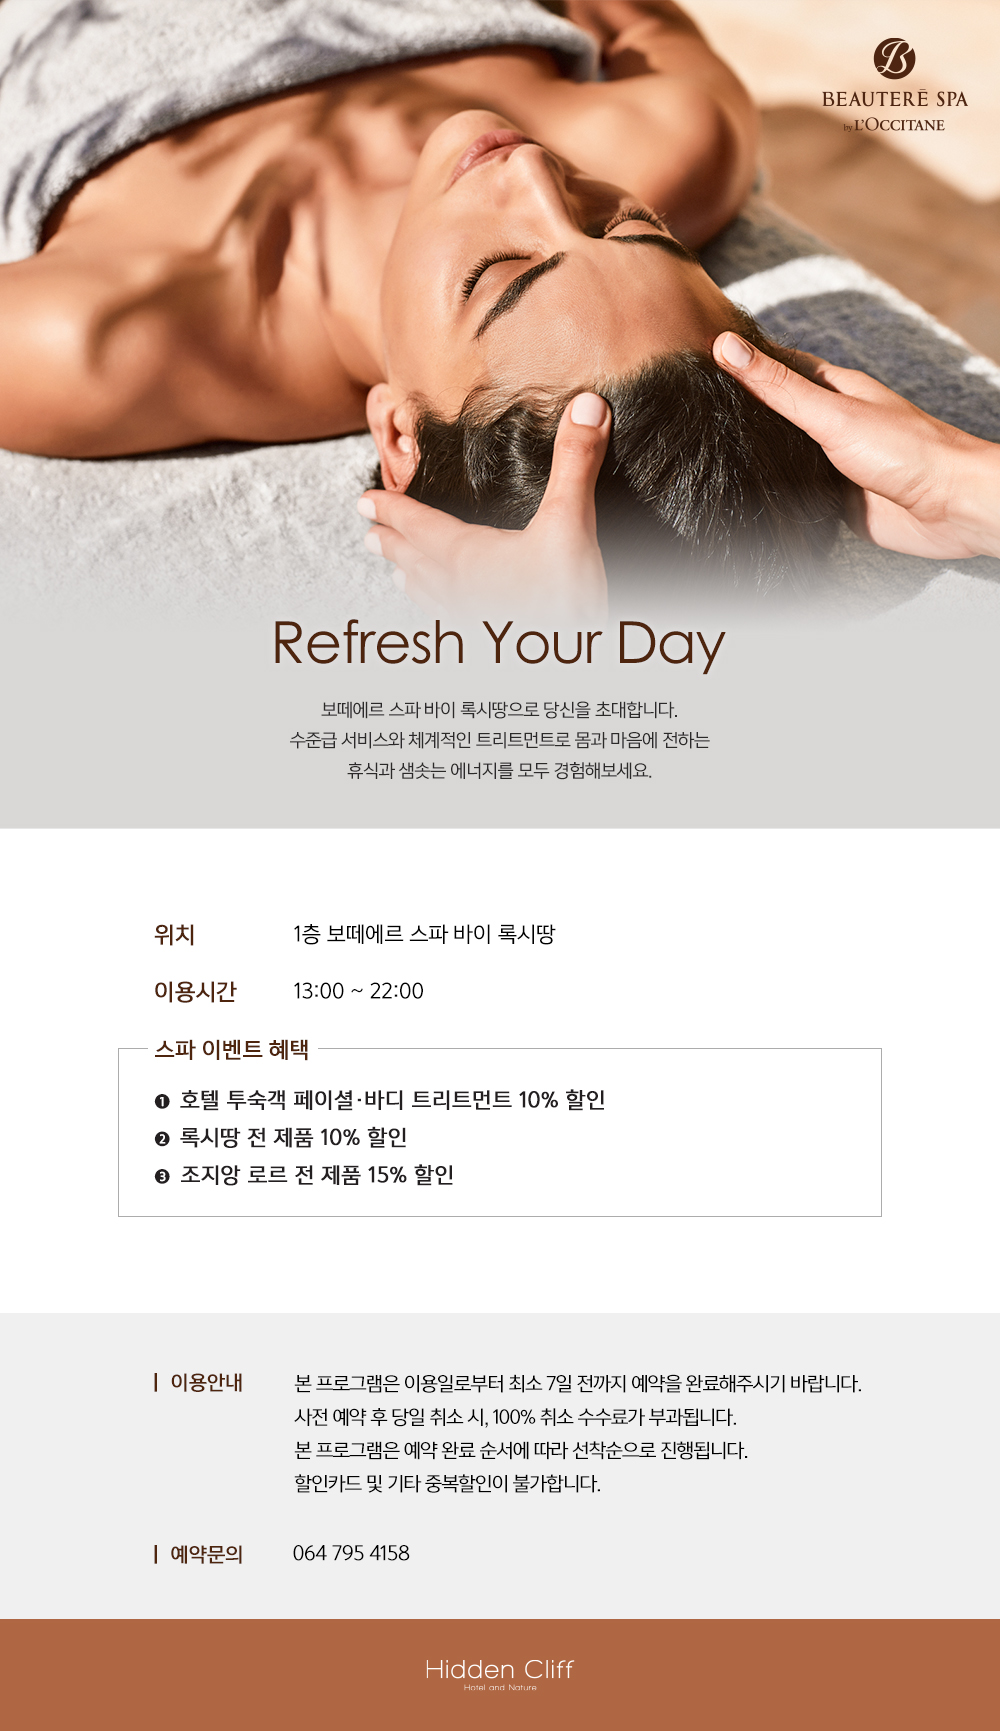 B
BEAUTERĒ SPA
by L'OCCITANE
Refresh Your Day
보떼에르 스파 바이 록시땅으로 당신을 초대합니다.
수준급 서비스와 체계적인 트리트먼트로 몸과 마음에 전하는
휴식과 샘솟는 에너지를 모두 경험해보세요.
위치 1층 보떼에르 스파 바이 록시땅
이용시간 13:00 ~ 22:00
스파 이벤트 혜택
❶ 호텔 투숙객 페이셜·바디 트리트먼트 10% 할인
❷ 록시땅 전 제품 10% 할인
❸ 조지앙 로르 전 제품 15% 할인
이용안내 본 프로그램은 이용일로부터 최소 7일 전까지 예약을 완료해주시기 바랍니다.
사전 예약 후 당일 취소 시, 100% 취소 수수료가 부과됩니다.
본 프로그램은 예약 완료 순서에 따라 선착순으로 진행됩니다.
할인카드 및 기타 중복할인이 불가합니다.
예약문의 064 795 4158
Hidden Cliff
Hotel and Nature